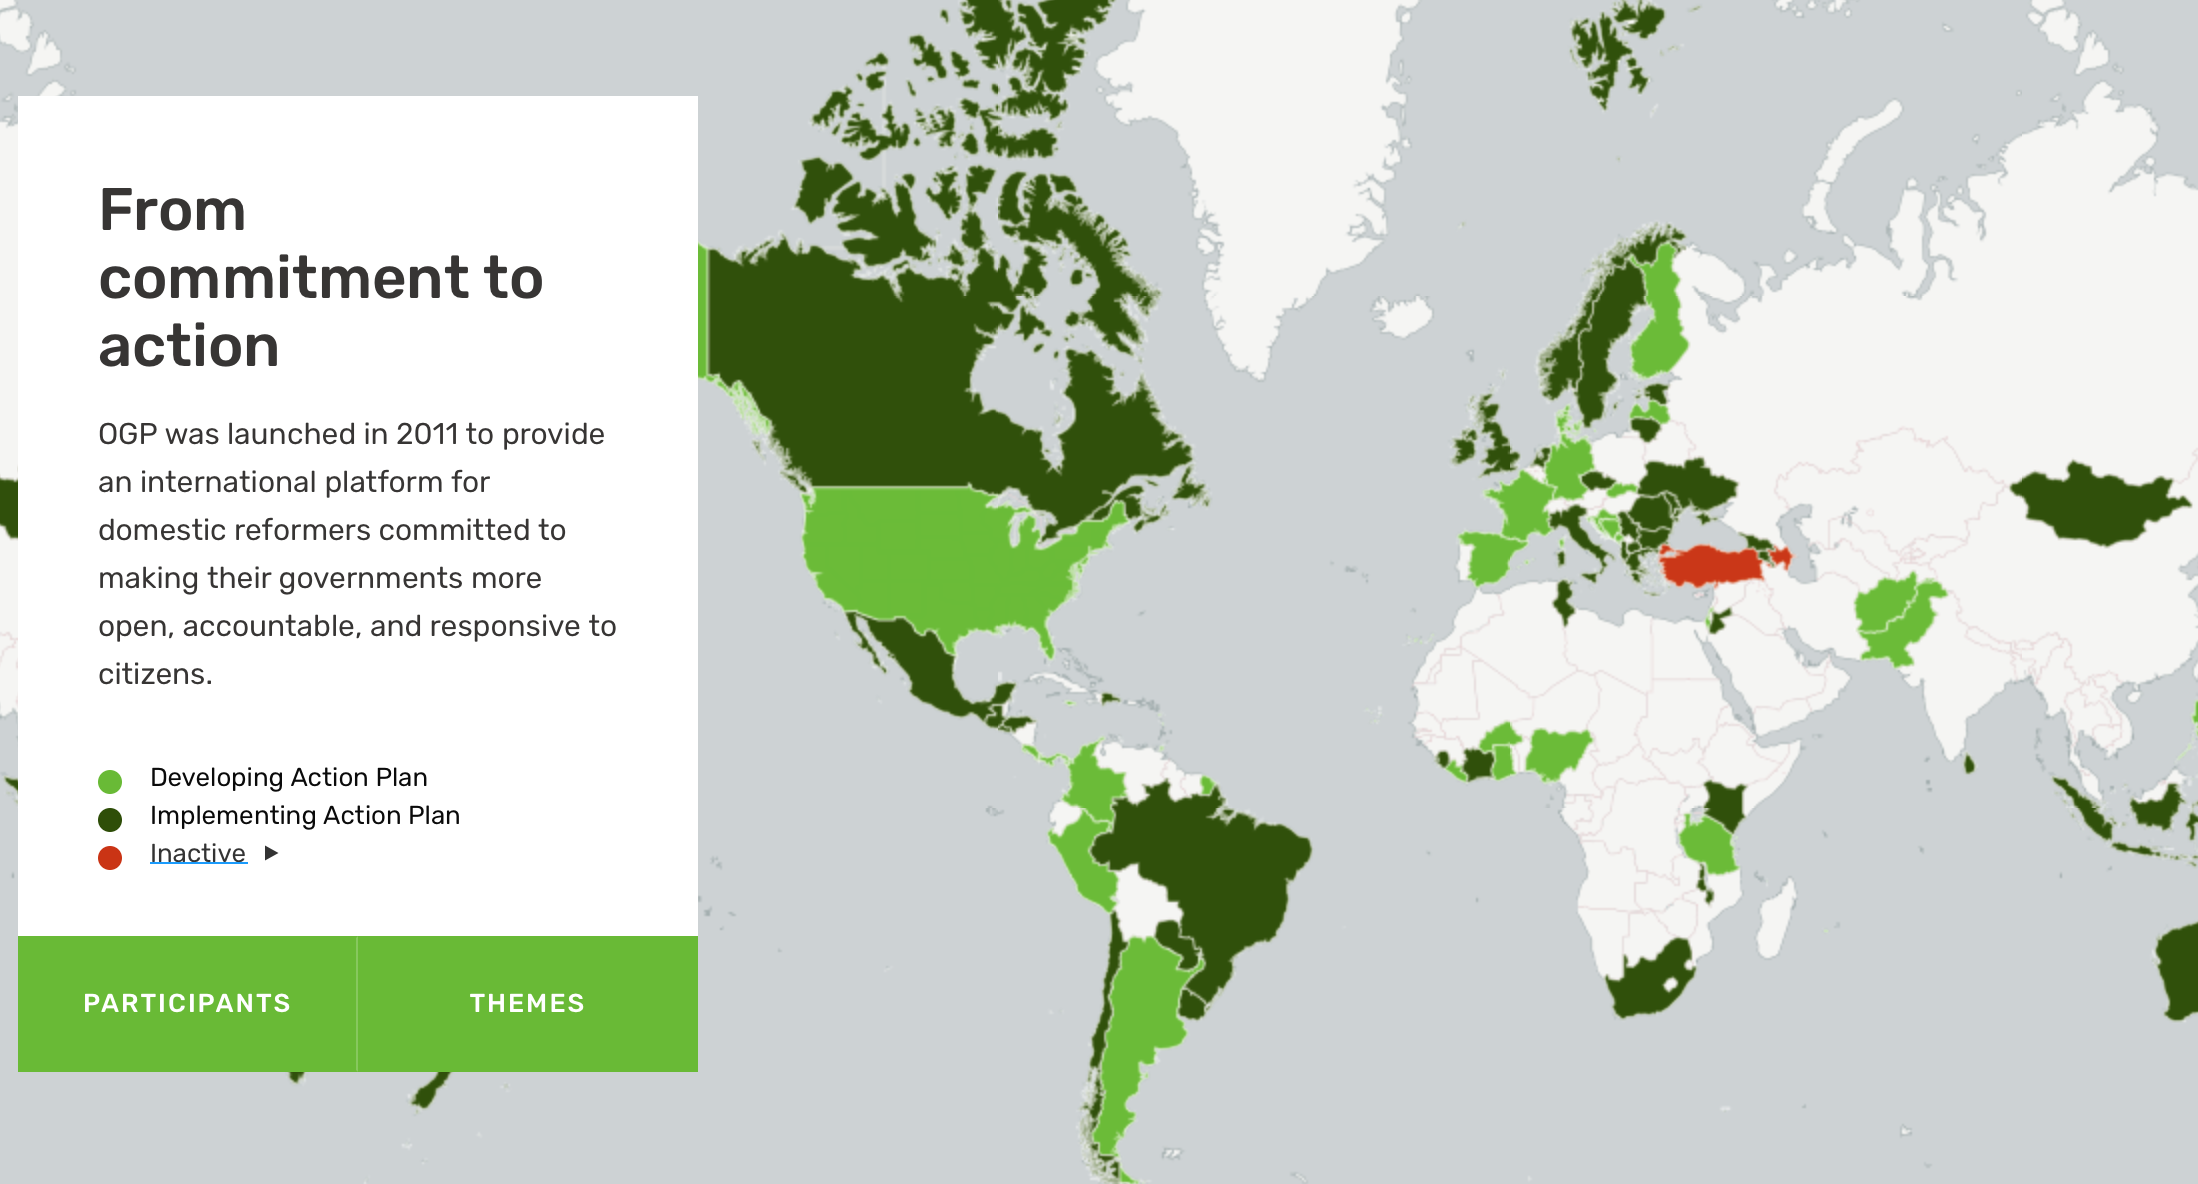 From
commitment to
action
OGP was launched in 2011 to provide
an international platform for
domestic reformers committed to
making their governments more
open, accountable, and responsive to
citizens.
Developing Action Plan
Implementing Action Plan
Inactive
PARTICIPANTS
THEMES